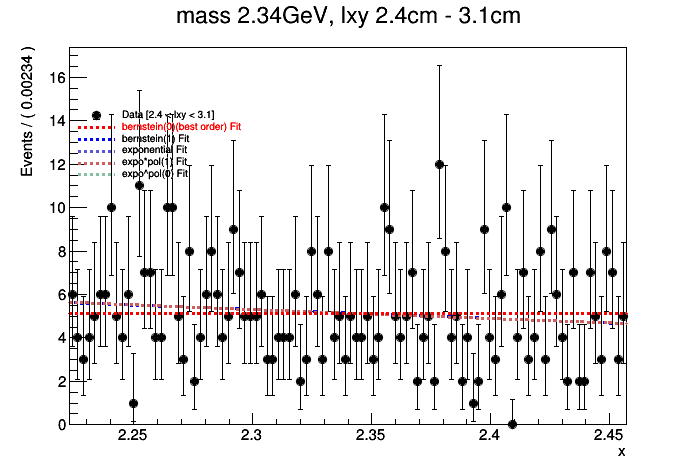 mass 2.34GeV, lxy 2.4cm - 3.1cm
Events / ( 0.00234 )
16
14
12
10
8
6
4
2
0
Data [2.4 < lxy < 3.1]
bernstein(0)(best order) Fit
bernstein(1) Fit
exponential Fit
expo*pol(1) Fit
expo*pol(0) Fit
2.25
2.3
2.35
2.4
2.45
x